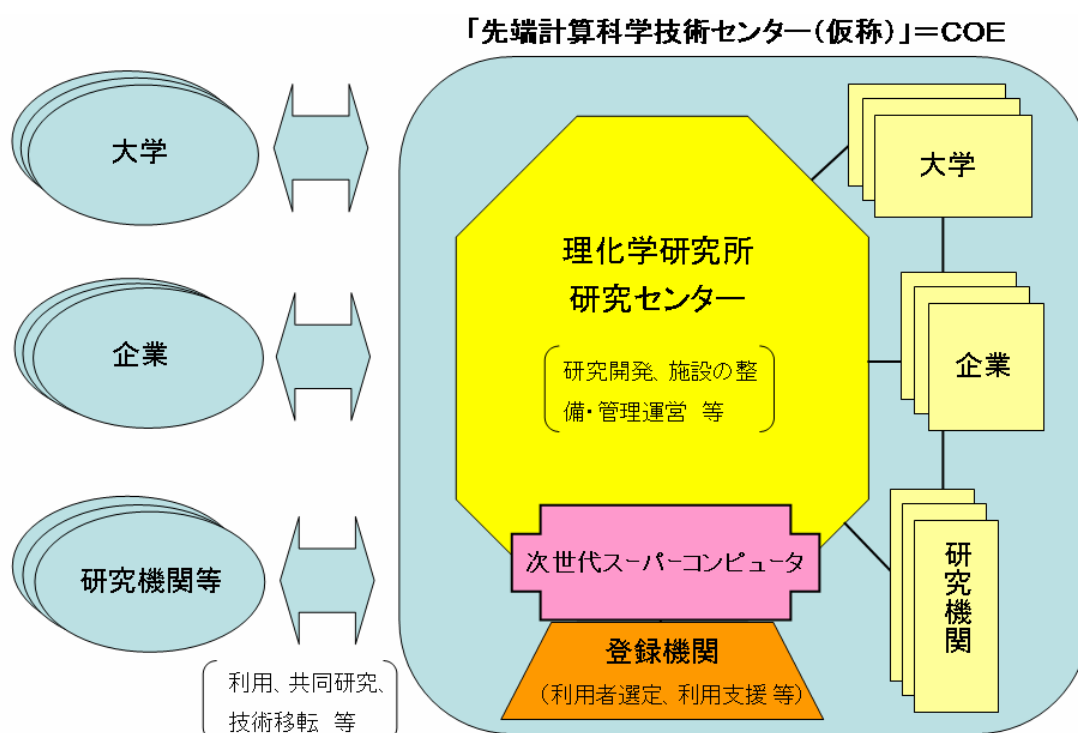 「先端計算科学技術センター(仮称)」=COE
大学
企業
研究機関等
利用、共同研究、
技術移転 等
理化学研究所
研究センター
研究開発、施設の整
備・管理運営 等
次世代スーパーコンピュータ
登録機関
(利用者選定、利用支援 等)
大学
企業
研究機関